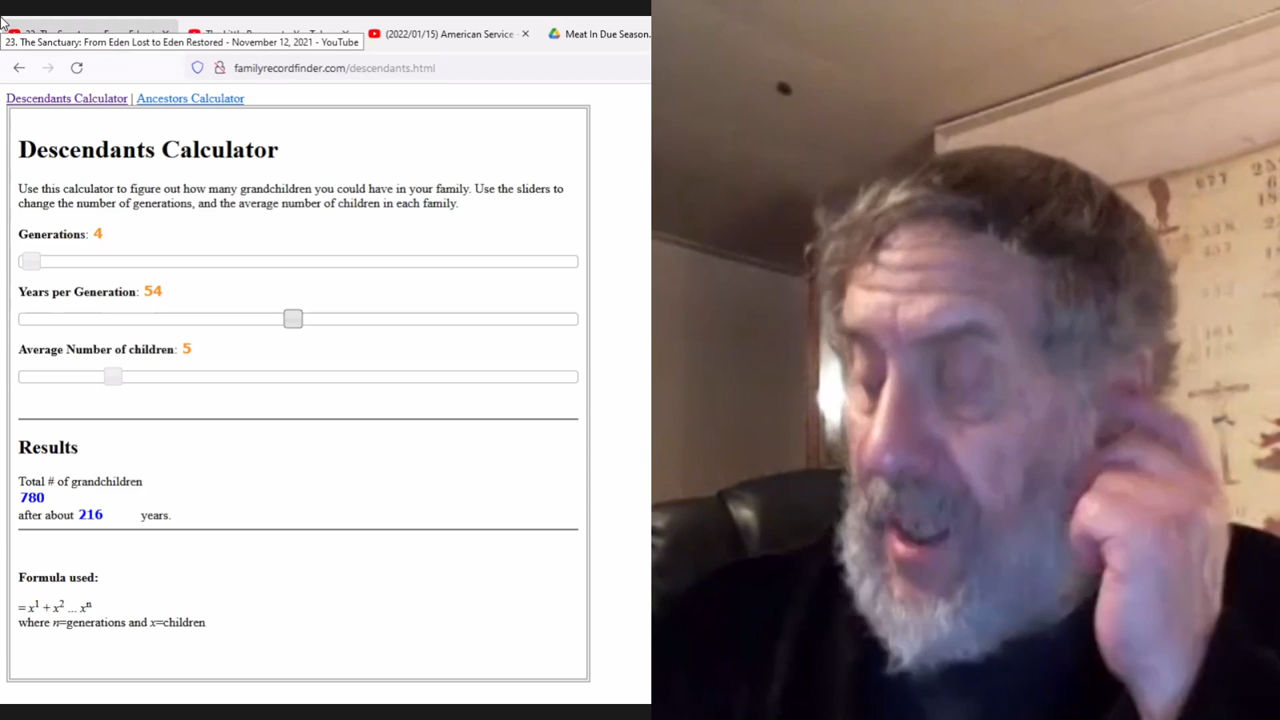 23. The Sanctuary: From Eden Lost to Eden Restored - November 12, 2021 - YouTube
(2022/01/15) American Service -
Meat In Due Season.
familyrecordfinder.com/descendants.html
Descendants Calculator | Ancestors Calculator
Descendants Calculator
Use this calculator to figure out how many grandchildren you could have in your family. Use the sliders to
change the number of generations, and the average number of children in each family.
Generations: 4
Years per Generation: 54
Average Number of children: 5
Results
Total # of grandchildren
780
after about 216 years.
Formula used:
= x¹ + x² ... xⁿ
where n=generations and x=children
677